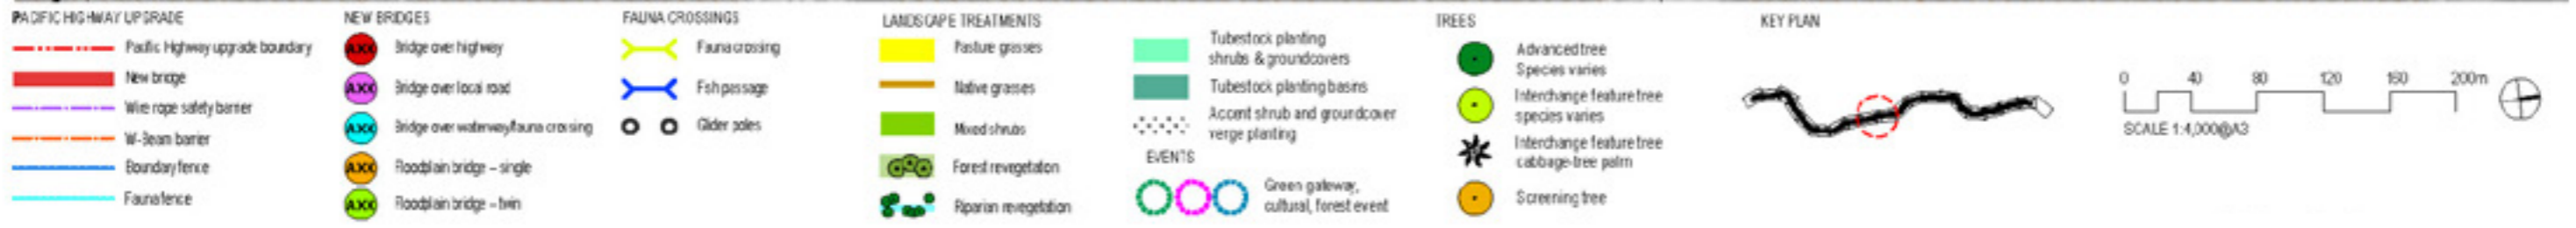 PACIFIC HIGHWAY UPGRADE
Pacific Highway upgrade boundary
New bridge
Wire rope safety barrier
W-Beam barrier
Boundary fence
Fauna fence
NEW BRIDGES
AXX Bridge over highway
AXX Bridge over local road
AXX Bridge over waterway/fauna crossing
AXX Floodplain bridge – single
AXX Floodplain bridge – twin
FAUNA CROSSINGS
Fauna crossing
Fish passage
Glider poles
LANDSCAPE TREATMENTS
Pasture grasses
Native grasses
Mixed shrubs
Forest revegetation
Riparian revegetation
Tubestock planting
shrubs & groundcovers
Tubestock planting basins
Accent shrub and groundcover
verge planting
EVENTS
Green gateway,
cultural, forest event
TREES
Advanced tree
Species varies
Interchange feature tree
species varies
Interchange feature tree
cabbage-tree palm
Screening tree
KEY PLAN
0 40 80 120 160 200m
SCALE 1:4,000@A3